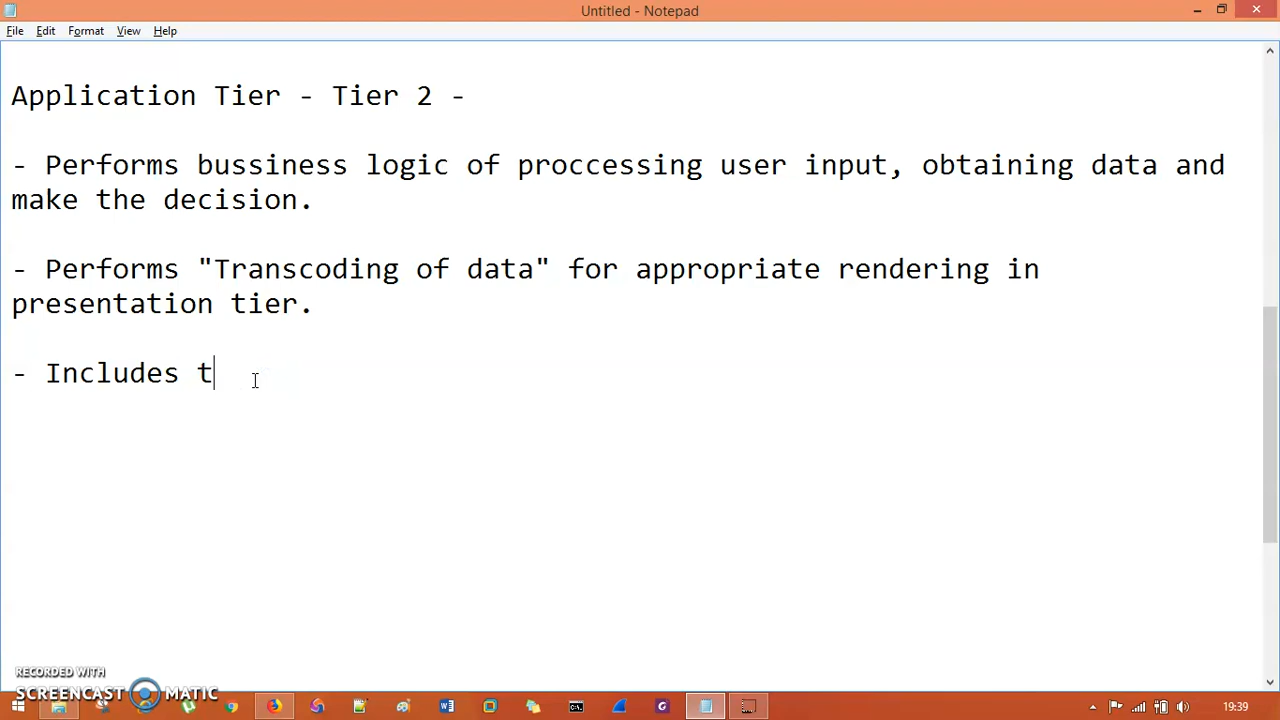 Untitled - Notepad
File Edit Format View Help
Application Tier - Tier 2 -
- Performs bussiness logic of proccessing user input, obtaining data and
make the decision.
- Performs "Transcoding of data" for appropriate rendering in
presentation tier.
- Includes t
RECORDED WITH
SCREENCAST MATIC
19:39